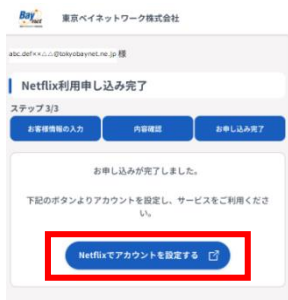 Baynet
東京ベイネットワーク株式会社
abc.def××△△@tokyobaynet.ne.jp 様
Netflix利用申し込み完了
ステップ 3/3
お客様情報の入力 内容確認 お申し込み完了
お申し込みが完了しました。
下記のボタンよりアカウントを設定し、サービスをご利用くださ
い。
Netflixでアカウントを設定する